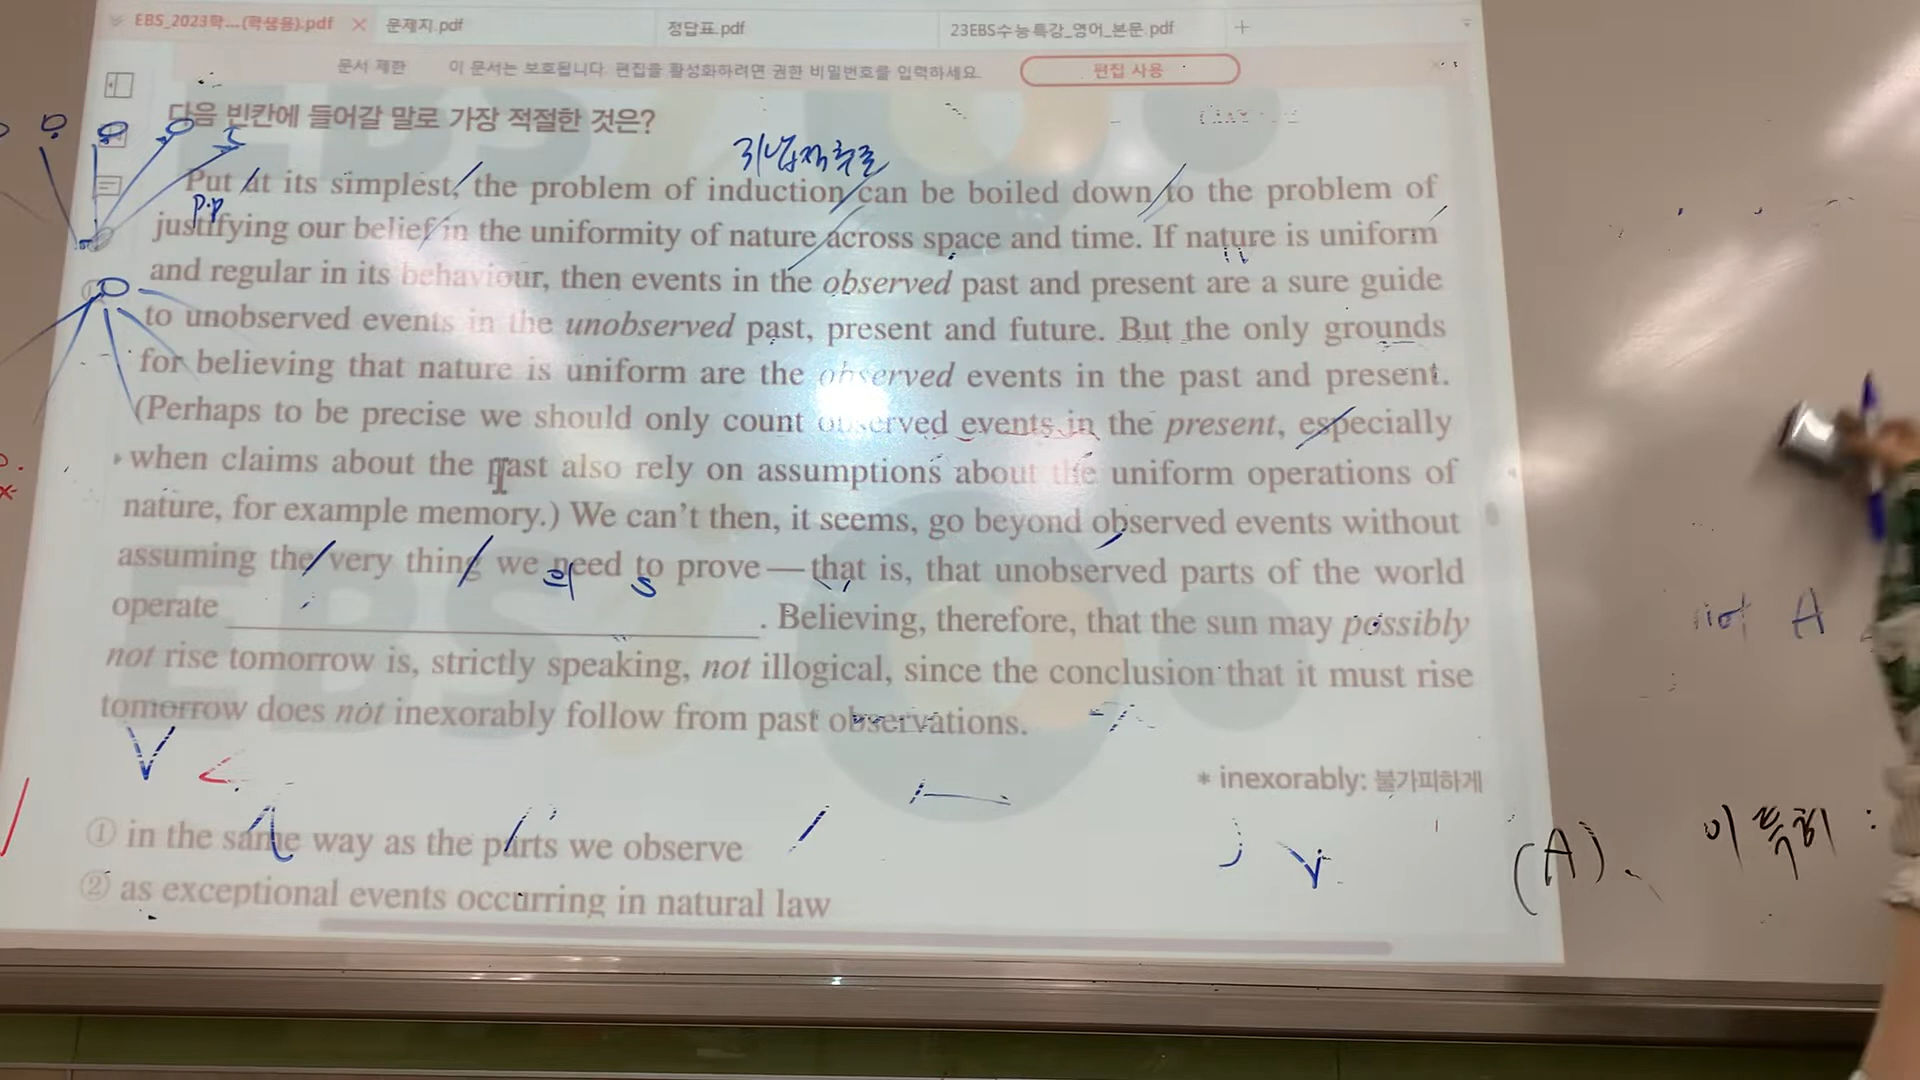 EBS_2023학...(학생용).pdf
문제지.pdf
정답표.pdf
23EBS수능특강_영어_본문.pdf
문서 제한 이 문서는 보호됩니다. 편집을 활성화하려면 권한 비밀번호를 입력하세요.
편집 사용
다음 빈칸에 들어갈 말로 가장 적절한 것은?
Put at its simplest, the problem of induction can be boiled down to the problem of
p.p
justifying our belief in the uniformity of nature across space and time. If nature is uniform
and regular in its behaviour, then events in the observed past and present are a sure guide
to unobserved events in the unobserved past, present and future. But the only grounds
for believing that nature is uniform are the observed events in the past and present.
(Perhaps to be precise we should only count observed events in the present, especially
when claims about the past also rely on assumptions about the uniform operations of
nature, for example memory.) We can't then, it seems, go beyond observed events without
assuming the very thing we need to prove — that is, that unobserved parts of the world
S
operate ______. Believing, therefore, that the sun may possibly
not rise tomorrow is, strictly speaking, not illogical, since the conclusion that it must rise
tomorrow does not inexorably follow from past observations.
* inexorably: 불가피하게
① in the same way as the parts we observe
② as exceptional events occurring in natural law
not A
(A).